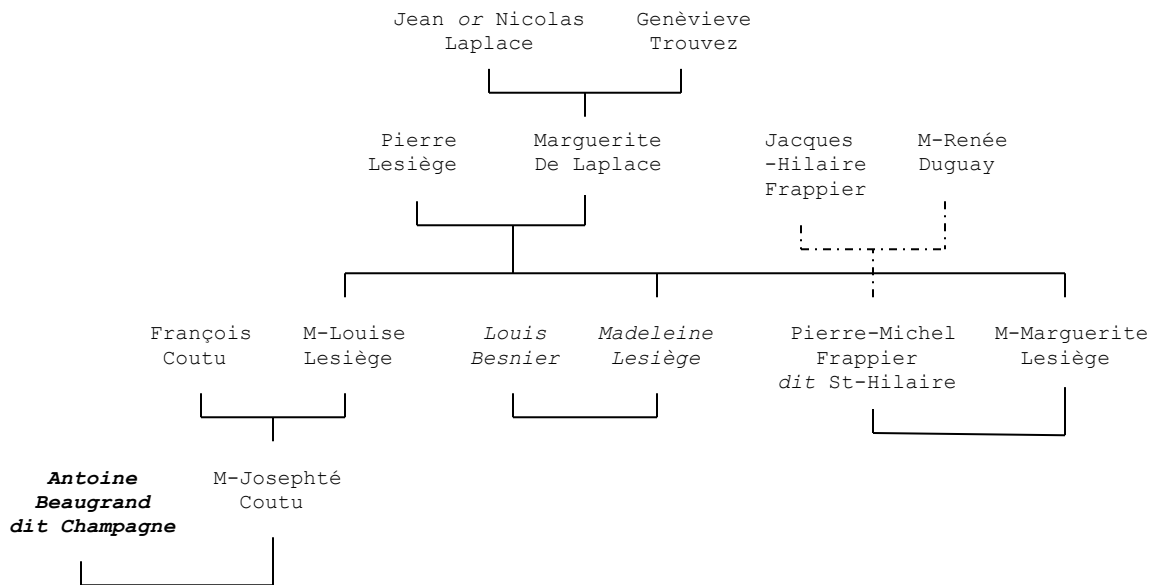 Jean or Nicolas
Laplace
Genèvieve
Trouvez
Pierre
Lesiège
Marguerite
De Laplace
Jacques
-Hilaire
Frappier
M-Renée
Duguay
François
Coutu
M-Louise
Lesiège
Louis
Besnier
Madeleine
Lesiège
Pierre-Michel
Frappier
dit St-Hilaire
M-Marguerite
Lesiège
Antoine
Beaugrand
dit Champagne
M-Josephté
Coutu